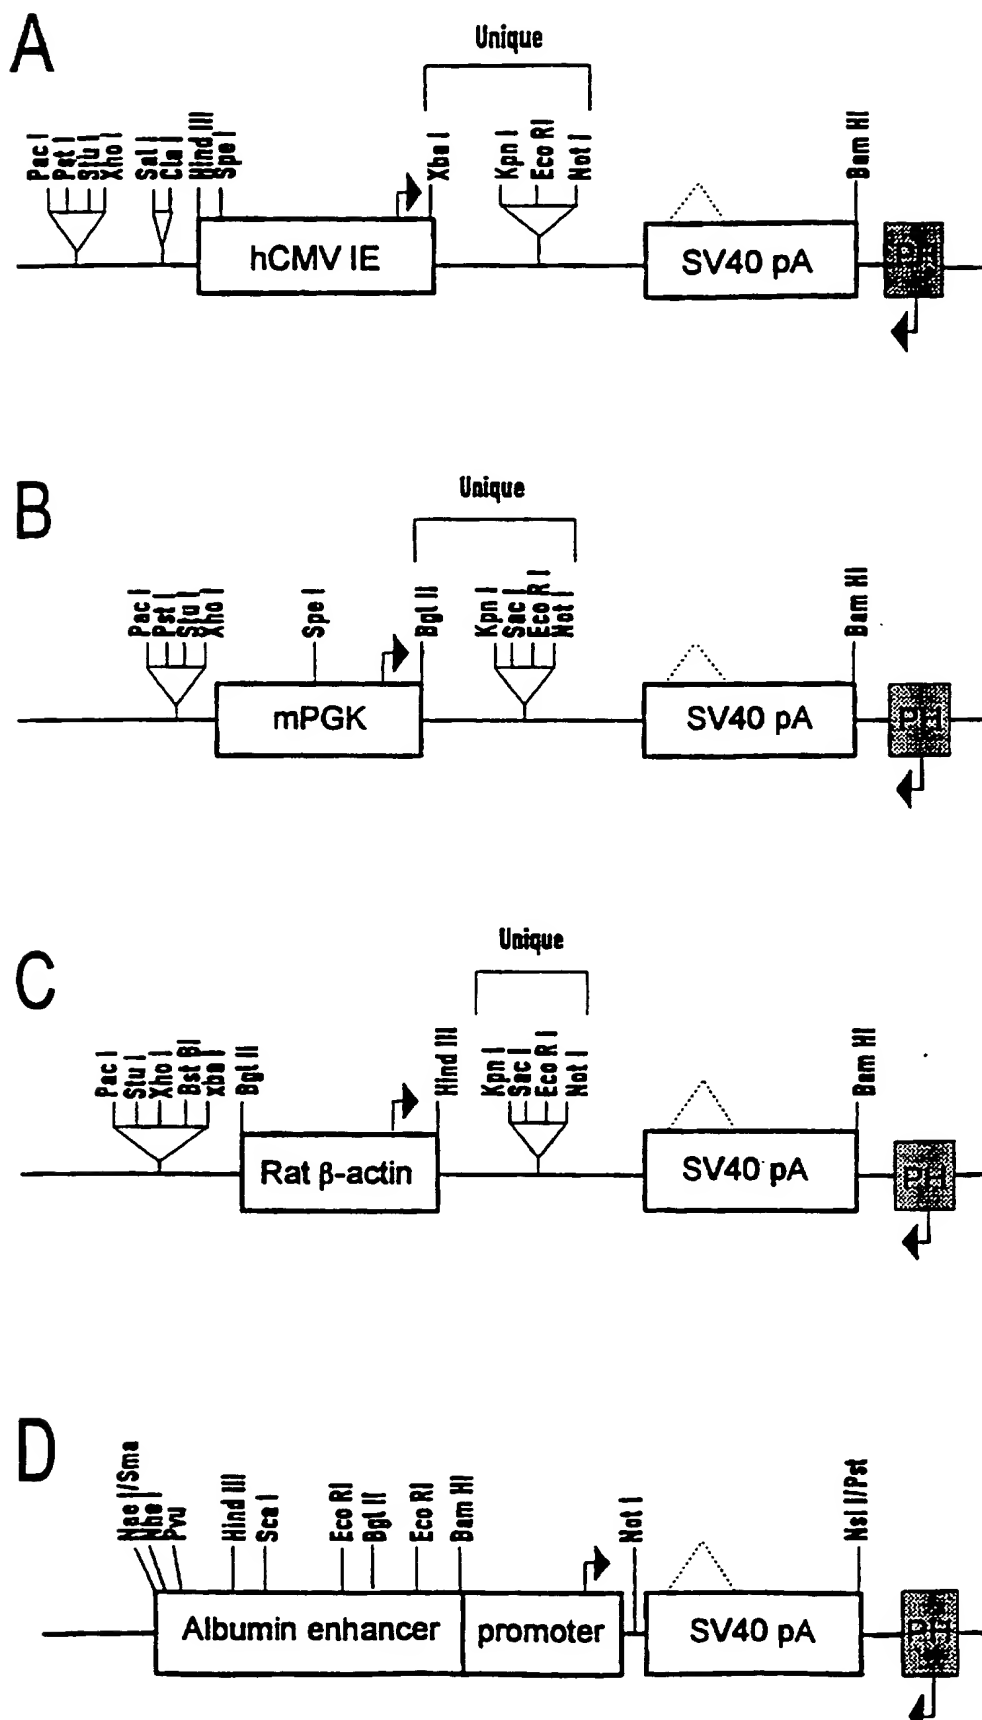 A
Unique
Pac I
Pst I
Stu I
Xho I
Sal I
Cla I
Hind III
Spe I
Xba I
Kpn I
Eco RI
Not I
Bam HI
hCMV IE
SV40 pA
PH
B
Unique
Pac I
Pst I
Stu I
Xho I
Spe I
Bgl II
Kpn I
Sac I
Eco R I
Not I
Bam HI
mPGK
SV40 pA
PH
C
Unique
Pac I
Stu I
Xho I
Bst BI
Xba I
Bgl II
Hind III
Kpn I
Sac I
Eco R I
Not I
Bam HI
Rat β-actin
SV40 pA
PH
D
Nae I/Sma
Nhe I
Pvu
Hind III
Sca I
Eco RI
Bgl II
Eco RI
Bam HI
Not I
Nsi I/Pst
Albumin enhancer
promoter
SV40 pA
PH